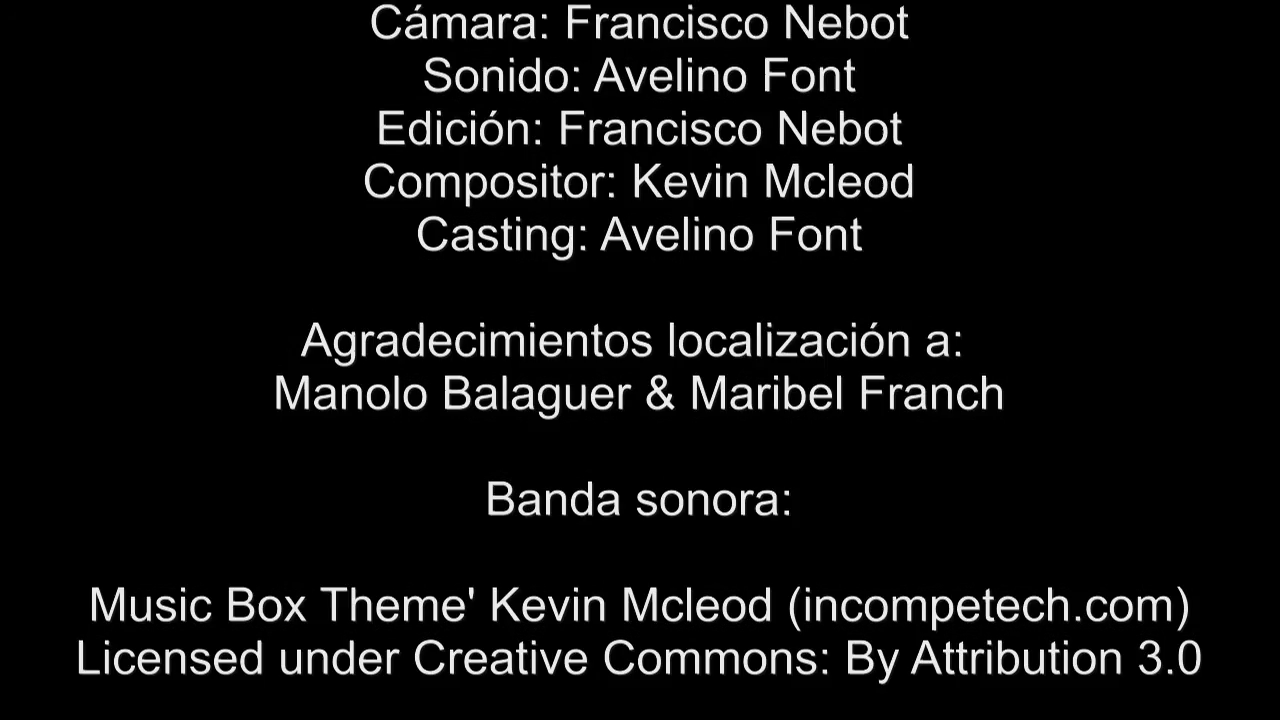 Cámara: Francisco Nebot
Sonido: Avelino Font
Edición: Francisco Nebot
Compositor: Kevin Mcleod
Casting: Avelino Font
Agradecimientos localización a:
Manolo Balaguer & Maribel Franch
Banda sonora:
Music Box Theme' Kevin Mcleod (incompetech.com)
Licensed under Creative Commons: By Attribution 3.0